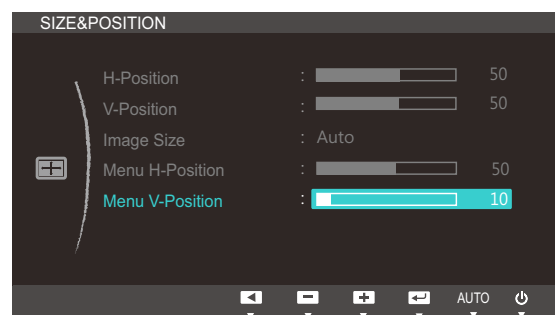 SIZE&POSITION
H-Position : 50
V-Position : 50
Image Size : Auto
Menu H-Position : 50
Menu V-Position : 10
AUTO